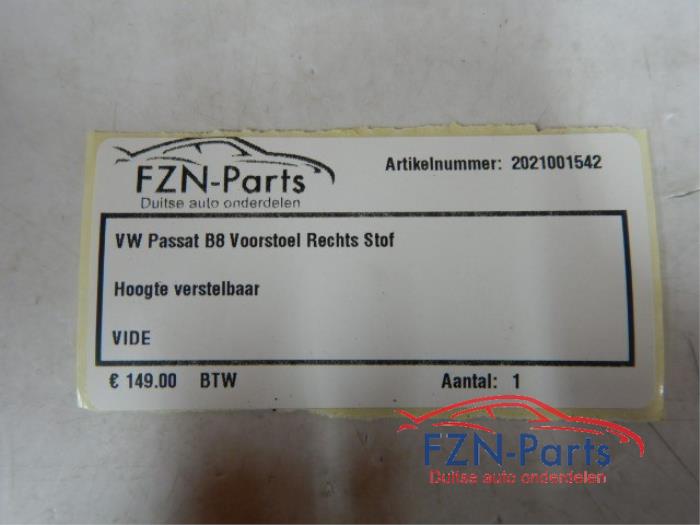 FZN-Parts
Duitse auto onderdelen
Artikelnummer: 2021001542
VW Passat B8 Voorstoel Rechts Stof
Hoogte verstelbaar
VIDE
€ 149.00 BTW
Aantal: 1
FZN-Parts
Duitse auto onderdelen